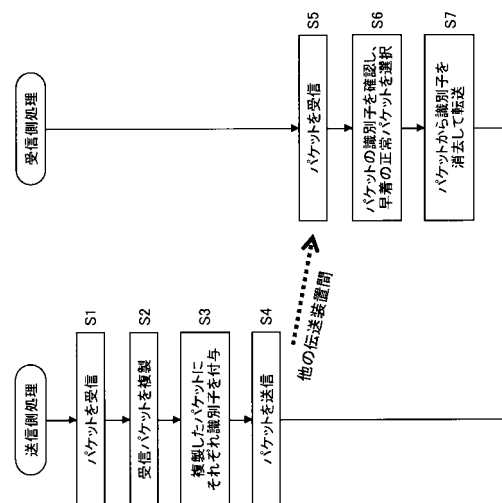 送信側処理
S1
パケットを受信
S2
受信パケットを複製
S3
複製したパケットに
それぞれ識別子を付与
S4
パケットを送信
他の伝送装置間
受信側処理
S5
パケットを受信
S6
パケットの識別子を確認し、
早着の正常パケットを選択
S7
パケットから識別子を
消去して転送